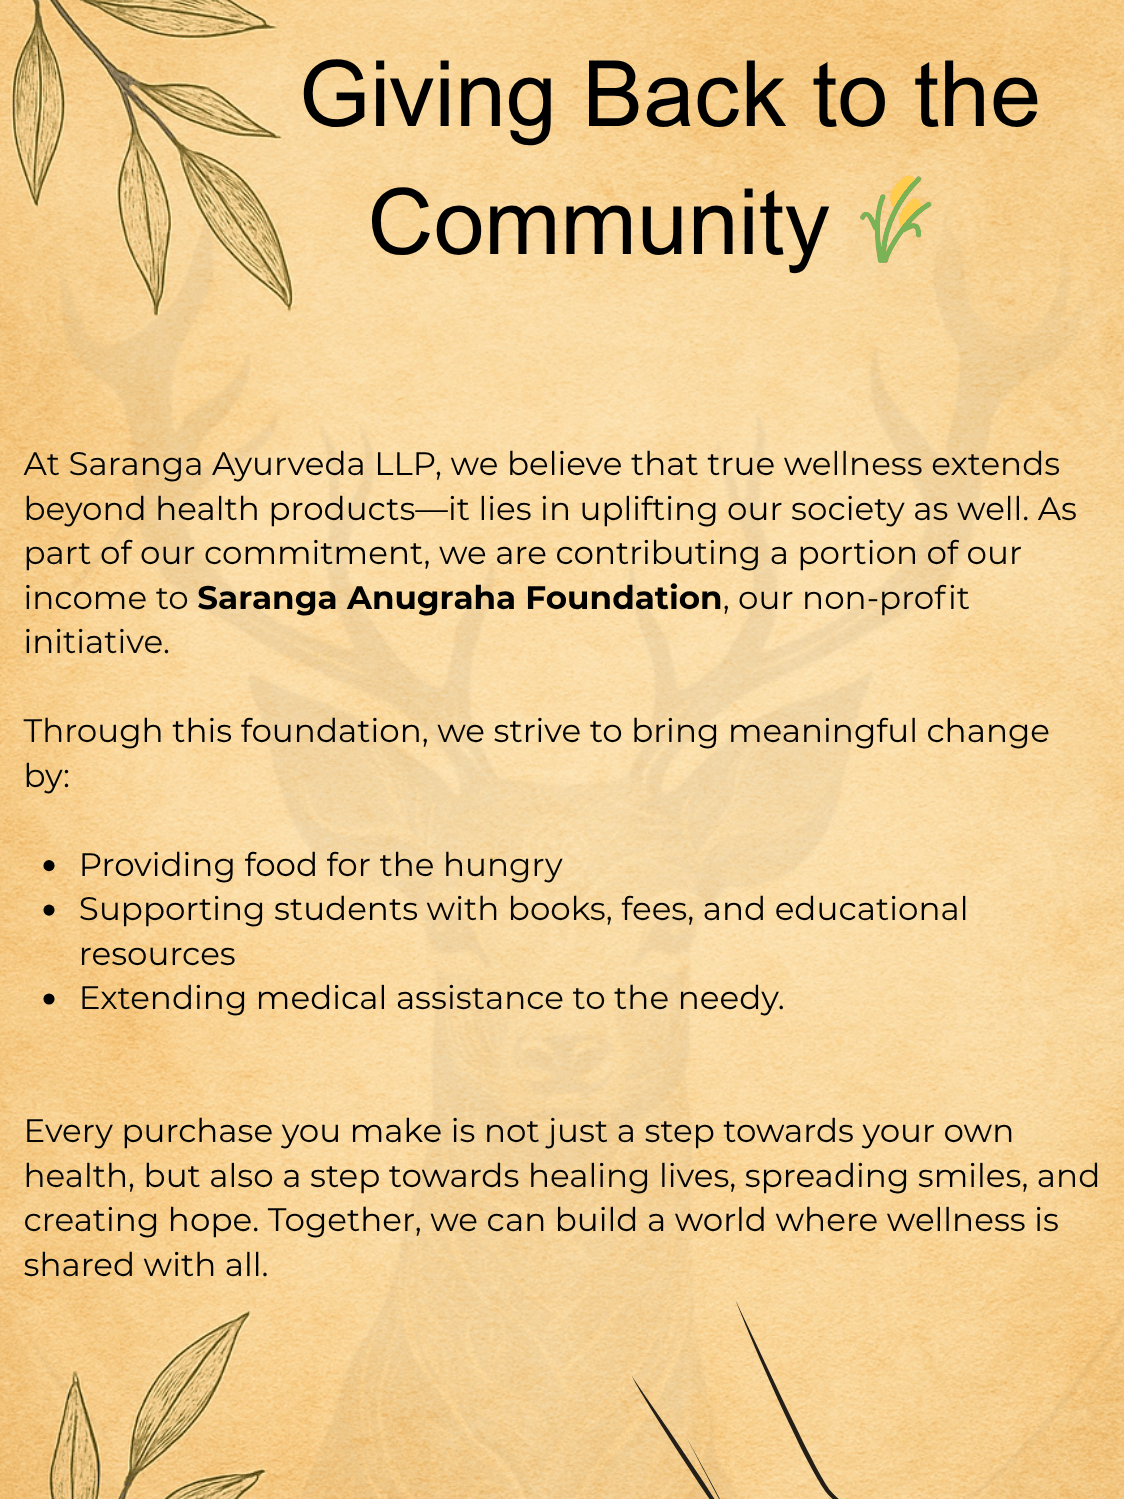 Giving Back to the
Community 🌾
At Saranga Ayurveda LLP, we believe that true wellness extends
beyond health products—it lies in uplifting our society as well. As
part of our commitment, we are contributing a portion of our
income to Saranga Anugraha Foundation, our non-profit
initiative.
Through this foundation, we strive to bring meaningful change
by:
• Providing food for the hungry
• Supporting students with books, fees, and educational
resources
• Extending medical assistance to the needy.
Every purchase you make is not just a step towards your own
health, but also a step towards healing lives, spreading smiles, and
creating hope. Together, we can build a world where wellness is
shared with all.